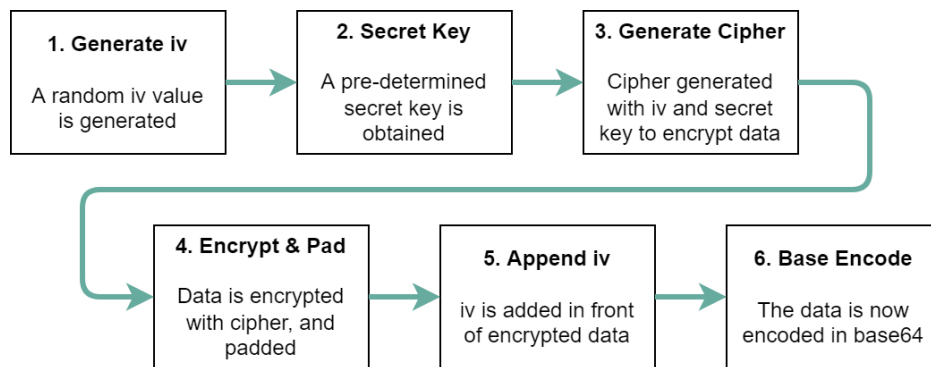 1. Generate iv
A random iv value
is generated
2. Secret Key
A pre-determined
secret key is
obtained
3. Generate Cipher
Cipher generated
with iv and secret
key to encrypt data
4. Encrypt & Pad
Data is encrypted
with cipher, and
padded
5. Append iv
iv is added in front
of encrypted data
6. Base Encode
The data is now
encoded in base64